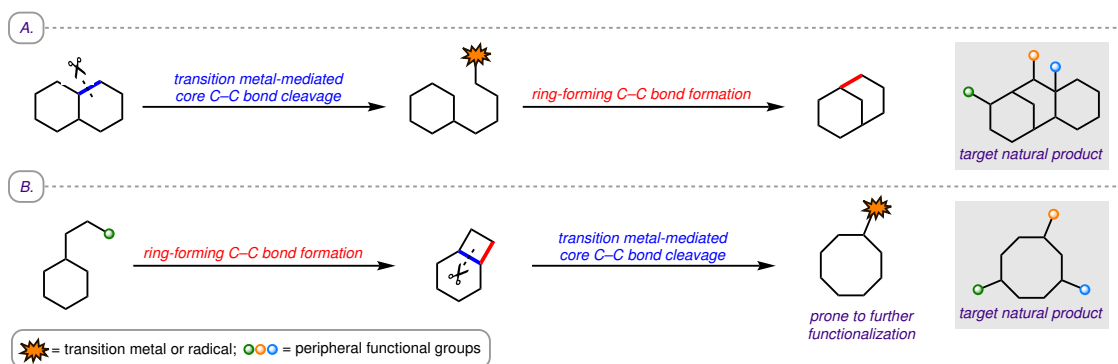 A.
transition metal-mediated
core C–C bond cleavage
ring-forming C–C bond formation
target natural product
B.
ring-forming C–C bond formation
transition metal-mediated
core C–C bond cleavage
prone to further
functionalization
target natural product
= transition metal or radical; = peripheral functional groups